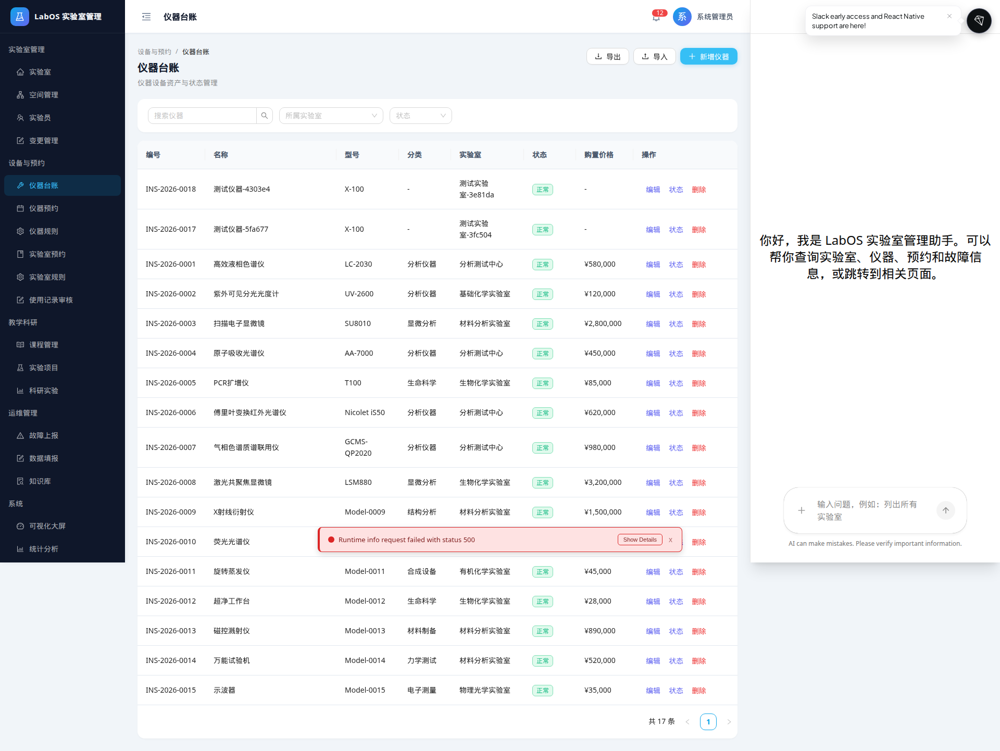 LabOS 实验室管理
实验室管理
实验室
空间管理
实验员
变更管理
设备与预约
仪器台账
仪器预约
仪器规则
实验室预约
实验室规则
使用记录审核
教学科研
课程管理
实验项目
科研实验
运维管理
故障上报
数据填报
知识库
系统
可视化大屏
统计分析
仪器台账
12
系 系统管理员
设备与预约 / 仪器台账
仪器台账
仪器设备资产与状态管理
导出 导入 新增仪器
搜索仪器 所属实验室 状态
编号 名称 型号 分类 实验室 状态 购置价格 操作
INS-2026-0018 测试仪器-4303e4 X-100 - 测试实验室-3e81da 正常 - 编辑 状态 删除
INS-2026-0017 测试仪器-5fa677 X-100 - 测试实验室-3fc504 正常 - 编辑 状态 删除
INS-2026-0001 高效液相色谱仪 LC-2030 分析仪器 分析测试中心 正常 ¥580,000 编辑 状态 删除
INS-2026-0002 紫外可见分光光度计 UV-2600 分析仪器 基础化学实验室 正常 ¥120,000 编辑 状态 删除
INS-2026-0003 扫描电子显微镜 SU8010 显微分析 材料分析实验室 正常 ¥2,800,000 编辑 状态 删除
INS-2026-0004 原子吸收光谱仪 AA-7000 分析仪器 分析测试中心 正常 ¥450,000 编辑 状态 删除
INS-2026-0005 PCR扩增仪 T100 生命科学 生物化学实验室 正常 ¥85,000 编辑 状态 删除
INS-2026-0006 傅里叶变换红外光谱仪 Nicolet iS50 分析仪器 分析测试中心 正常 ¥620,000 编辑 状态 删除
INS-2026-0007 气相色谱质谱联用仪 GCMS-QP2020 分析仪器 分析测试中心 正常 ¥980,000 编辑 状态 删除
INS-2026-0008 激光共聚焦显微镜 LSM880 显微分析 生物化学实验室 正常 ¥3,200,000 编辑 状态 删除
INS-2026-0009 X射线衍射仪 Model-0009 结构分析 材料分析实验室 正常 ¥1,500,000 编辑 状态 删除
INS-2026-0010 荧光光谱仪 删除
Runtime info request failed with status 500 Show Details x
INS-2026-0011 旋转蒸发仪 Model-0011 合成设备 有机化学实验室 正常 ¥45,000 编辑 状态 删除
INS-2026-0012 超净工作台 Model-0012 生命科学 生物化学实验室 正常 ¥28,000 编辑 状态 删除
INS-2026-0013 磁控溅射仪 Model-0013 材料制备 材料分析实验室 正常 ¥890,000 编辑 状态 删除
INS-2026-0014 万能试验机 Model-0014 力学测试 材料分析实验室 正常 ¥520,000 编辑 状态 删除
INS-2026-0015 示波器 Model-0015 电子测量 物理光学实验室 正常 ¥35,000 编辑 状态 删除
共 17 条 1
Slack early access and React Native
support are here!
你好，我是 LabOS 实验室管理助手。可以
帮你查询实验室、仪器、预约和故障信
息，或跳转到相关页面。
输入问题，例如：列出所有
实验室
AI can make mistakes. Please verify important information.